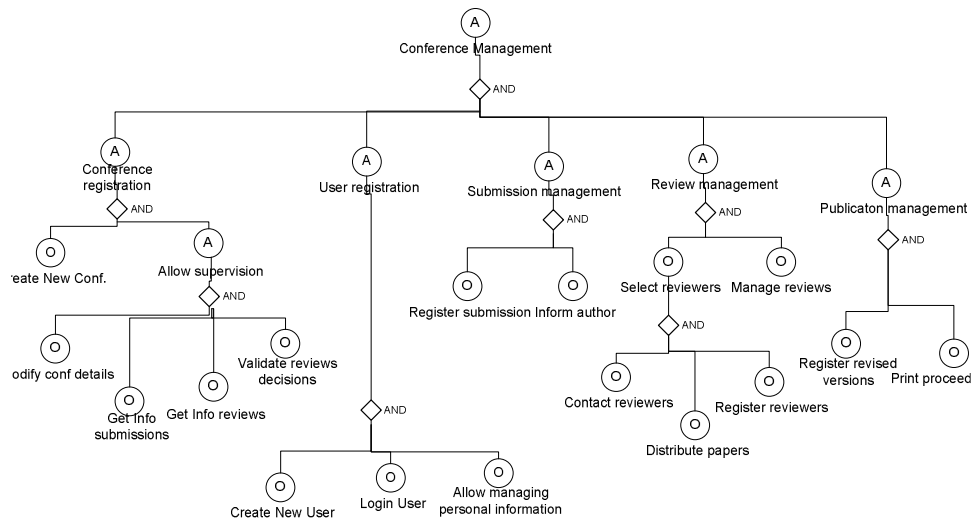 A
Conference Management
AND
A
Conference
registration
AND
A
User registration
A
Submission management
AND
A
Review management
AND
A
Publicaton management
AND
O
reate New Conf.
A
Allow supervision
AND
O
Register submission
O
Inform author
O
Select reviewers
AND
O
Manage reviews
O
odify conf details
O
Get Info
submissions
O
Get Info reviews
O
Validate reviews
decisions
AND
O
Contact reviewers
O
Distribute papers
O
Register reviewers
O
Register revised
versions
O
Print proceed
O
Create New User
O
Login User
O
Allow managing
personal information